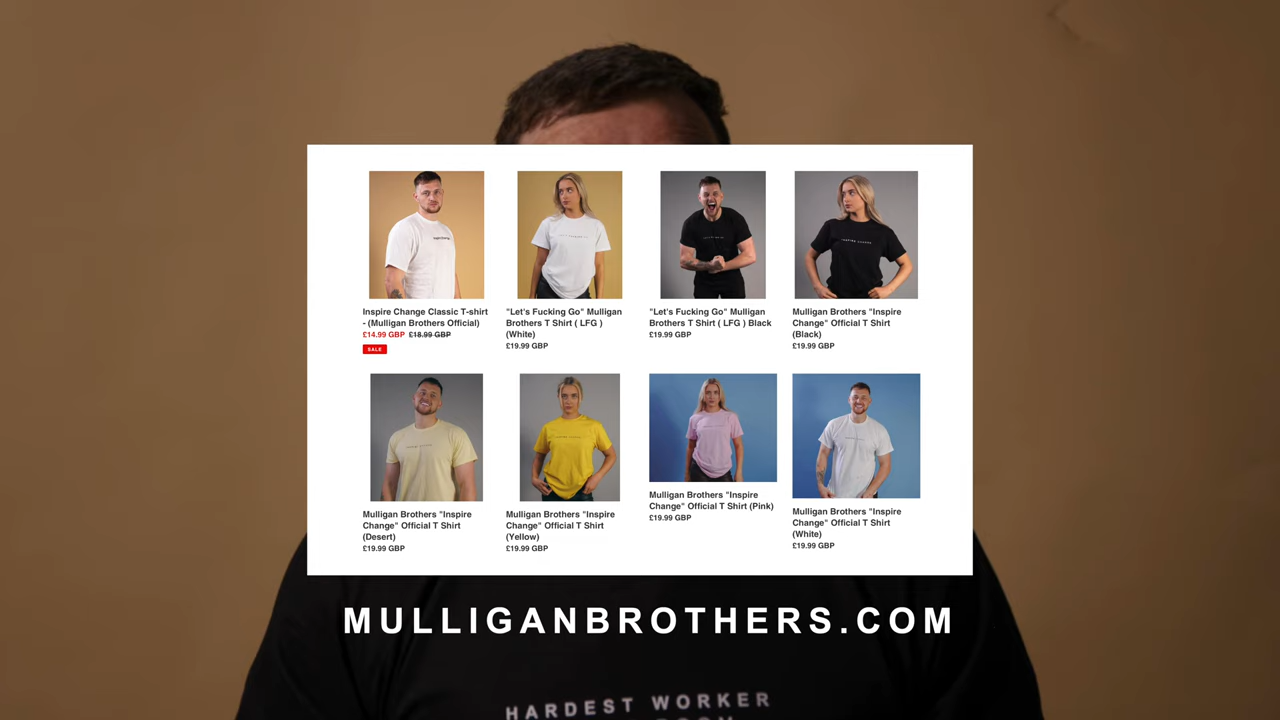 Inspire Change Classic T-shirt
- (Mulligan Brothers Official)
£14.99 GBP £18.99 GBP
SALE
"Let's Fucking Go" Mulligan
Brothers T Shirt ( LFG )
(White)
£19.99 GBP
"Let's Fucking Go" Mulligan
Brothers T Shirt ( LFG ) Black
£19.99 GBP
Mulligan Brothers "Inspire
Change" Official T Shirt
(Black)
£19.99 GBP
Mulligan Brothers "Inspire
Change" Official T Shirt
(Desert)
£19.99 GBP
Mulligan Brothers "Inspire
Change" Official T Shirt
(Yellow)
£19.99 GBP
Mulligan Brothers "Inspire
Change" Official T Shirt (Pink)
£19.99 GBP
Mulligan Brothers "Inspire
Change" Official T Shirt
(White)
£19.99 GBP
MULLIGANBROTHERS.COM
HARDEST WORKER